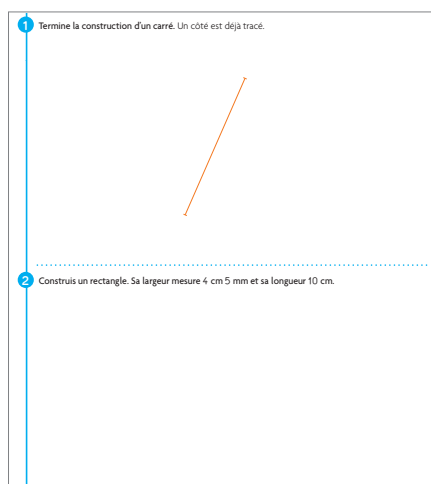 1 Termine la construction d'un carré. Un côté est déjà tracé.
2 Construis un rectangle. Sa largeur mesure 4 cm 5 mm et sa longueur 10 cm.